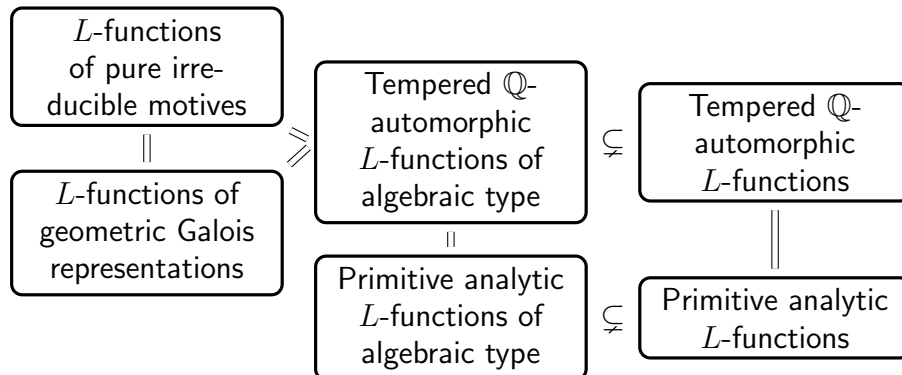 L-functions
of pure irre-
ducible motives
=
L-functions of
geometric Galois
representations
=
=
Tempered ℚ-
automorphic
L-functions of
algebraic type
=
Primitive analytic
L-functions of
algebraic type
⊊
⊊
Tempered ℚ-
automorphic
L-functions
=
Primitive analytic
L-functions